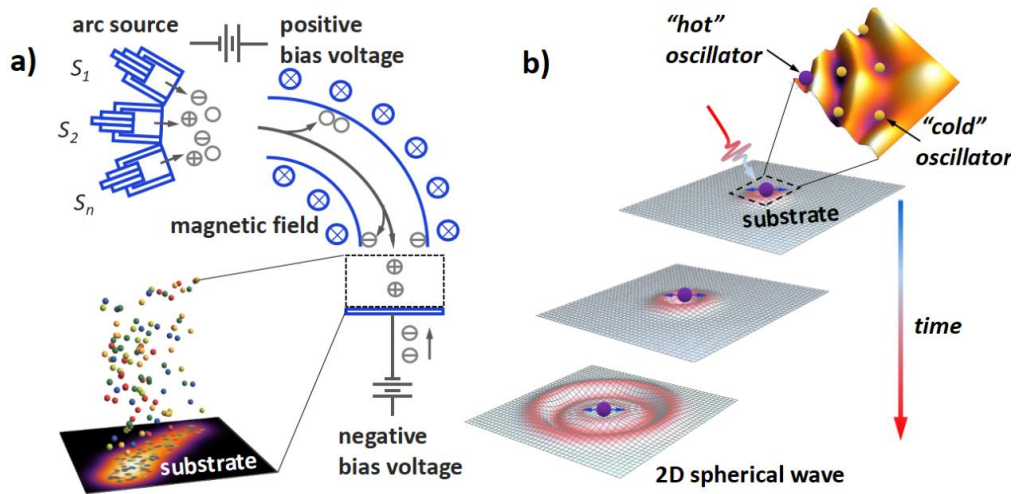 a)
arc source
positive
bias voltage
S1
S2
Sn
magnetic field
substrate
negative
bias voltage
b)
“hot”
oscillator
“cold”
oscillator
substrate
time
2D spherical wave